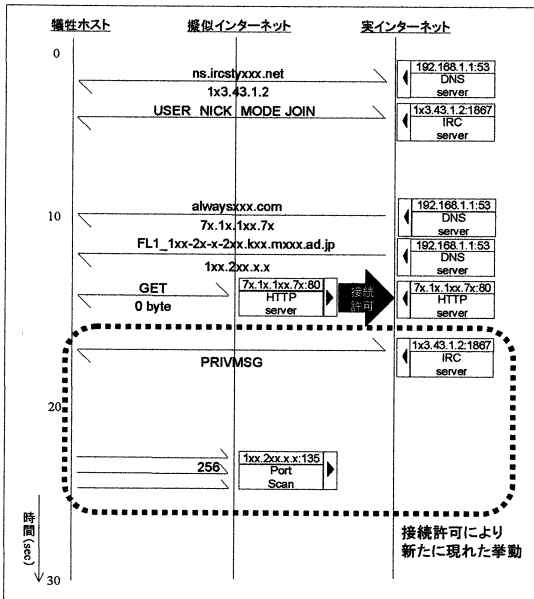 犠牲ホスト 擬似インターネット 実インターネット
0
ns.ircstyxxx.net
1x3.43.1.2
192.168.1.1:53
DNS
server
USER NICK MODE JOIN
1x3.43.1.2:1867
IRC
server
10
alwaysxxx.com
7x.1x.1xx.7x
192.168.1.1:53
DNS
server
FL1_1xx-2x-x-2xx.kxx.mxxx.ad.jp
1xx.2xx.x.x
192.168.1.1:53
DNS
server
GET
0 byte
7x.1x.1xx.7x:80
HTTP
server
接続
許可
7x.1x.1xx.7x:80
HTTP
server
PRIVMSG
1x3.43.1.2:1867
IRC
server
20
256
1xx.2xx.x.x:135
Port
Scan
時間(sec)
接続許可により
新たに現れた挙動
30